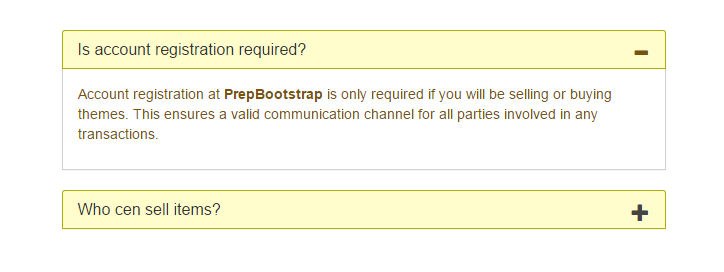 Is account registration required?
Account registration at PrepBootstrap is only required if you will be selling or buying
themes. This ensures a valid communication channel for all parties involved in any
transactions.
Who cen sell items?